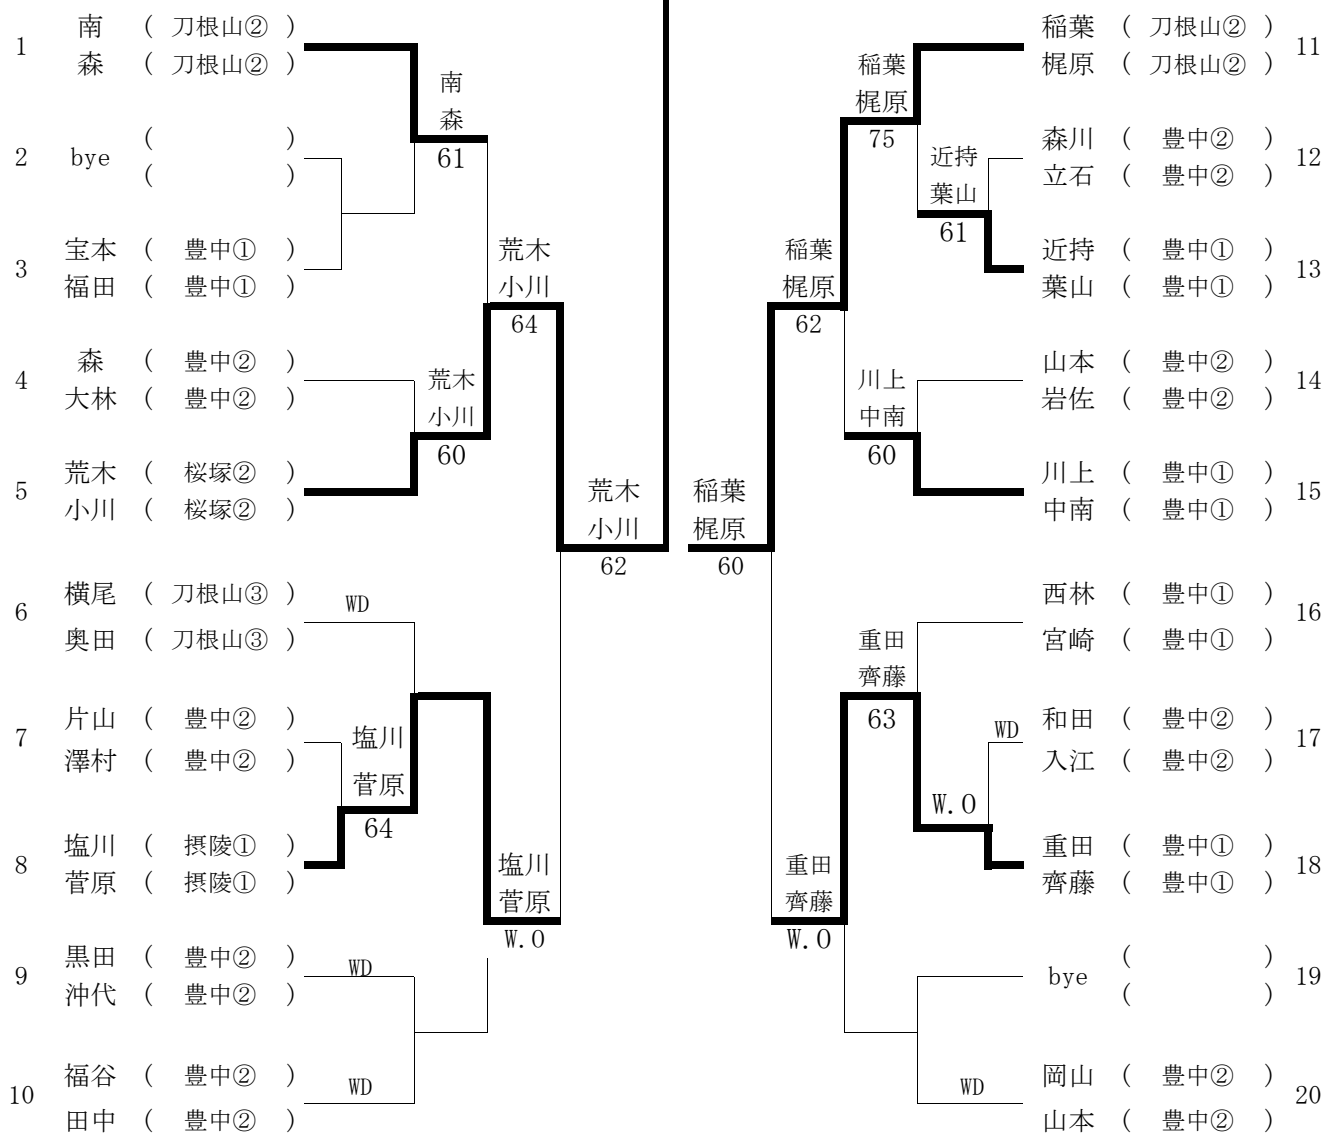 南 ( 刀根山② )
1
森 ( 刀根山② )
南
森
61
( )
2 bye
( )
宝本 ( 豊中① )
3
福田 ( 豊中① )
荒木
小川
64
森 ( 豊中② )
4
大林 ( 豊中② )
荒木
小川
60
荒木 ( 桜塚② )
5
小川 ( 桜塚② )
荒木
小川
62
横尾 ( 刀根山③ )
6 WD
奥田 ( 刀根山③ )
片山 ( 豊中② )
7
澤村 ( 豊中② )
塩川
菅原
64
塩川 ( 摂陵① )
8
菅原 ( 摂陵① )
塩川
菅原
W.O
黒田 ( 豊中② )
9 WD
沖代 ( 豊中② )
福谷 ( 豊中② )
10 WD
田中 ( 豊中② )
稲葉 ( 刀根山② )
11
梶原 ( 刀根山② )
稲葉
梶原
75
森川 ( 豊中② )
12
立石 ( 豊中② )
近持
葉山
61
近持 ( 豊中① )
13
葉山 ( 豊中① )
稲葉
梶原
62
山本 ( 豊中② )
14
岩佐 ( 豊中② )
川上
中南
60
川上 ( 豊中① )
15
中南 ( 豊中① )
稲葉
梶原
60
西林 ( 豊中① )
16
宮崎 ( 豊中① )
重田
齊藤
63
和田 ( 豊中② )
WD 17
入江 ( 豊中② )
W.O
重田 ( 豊中① )
18
齊藤 ( 豊中① )
重田
齊藤
W.O
( )
bye 19
( )
岡山 ( 豊中② )
WD 20
山本 ( 豊中② )